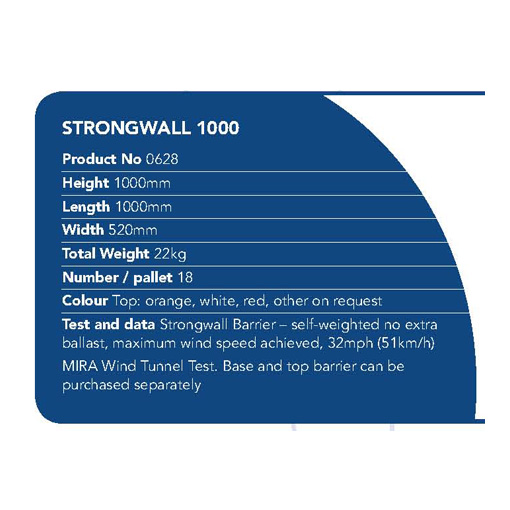 STRONGWALL 1000
Product No 0628
Height 1000mm
Length 1000mm
Width 520mm
Total Weight 22kg
Number / pallet 18
Colour Top: orange, white, red, other on request
Test and data Strongwall Barrier – self-weighted no extra
ballast, maximum wind speed achieved, 32mph (51km/h)
MIRA Wind Tunnel Test. Base and top barrier can be
purchased separately